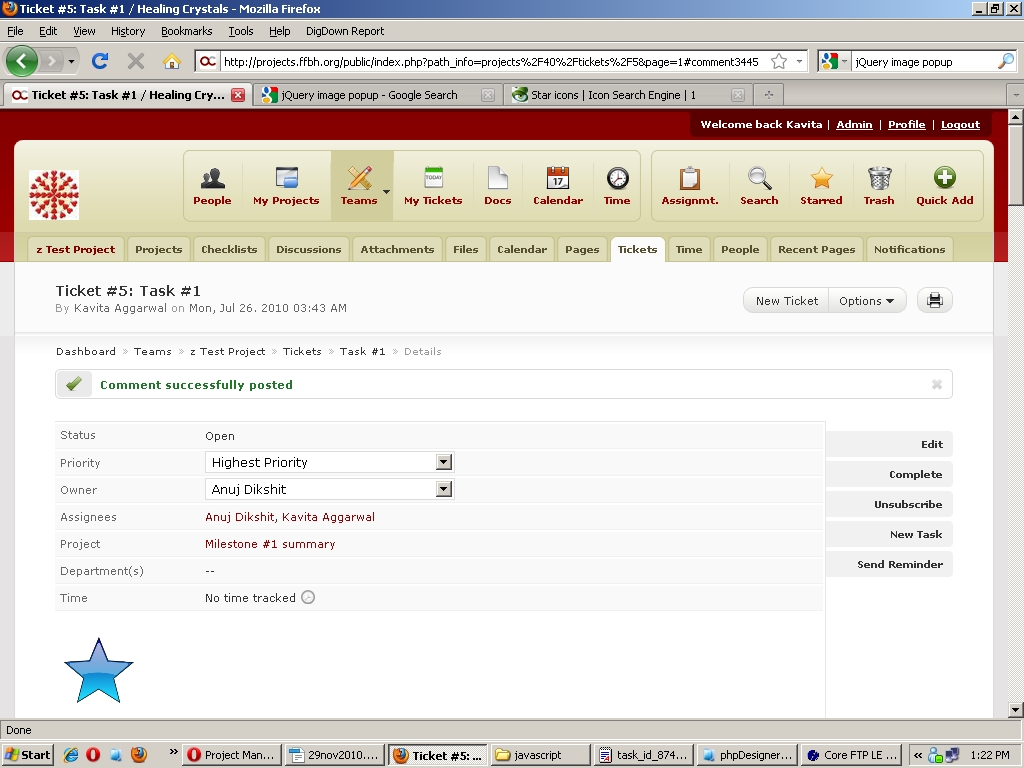 Ticket #5: Task #1 / Healing Crystals - Mozilla Firefox
File Edit View History Bookmarks Tools Help DigDown Report
http://projects.ffbh.org/public/index.php?path_info=projects%2F40%2Ftickets%2F5&page=1#comment3445 jQuery image popup
Ticket #5: Task #1 / Healing Cry... jQuery image popup - Google Search Star icons | Icon Search Engine | 1
Welcome back Kavita | Admin | Profile | Logout
People My Projects Teams My Tickets Docs Calendar Time Assignmt. Search Starred Trash Quick Add
TODAY
17
z Test Project Projects Checklists Discussions Attachments Files Calendar Pages Tickets Time People Recent Pages Notifications
Ticket #5: Task #1
By Kavita Aggarwal on Mon, Jul 26. 2010 03:43 AM
New Ticket Options
Dashboard » Teams » z Test Project » Tickets » Task #1 » Details
Comment successfully posted
Status Open
Priority Highest Priority
Owner Anuj Dikshit
Assignees Anuj Dikshit, Kavita Aggarwal
Project Milestone #1 summary
Department(s) --
Time No time tracked
Edit
Complete
Unsubscribe
New Task
Send Reminder
Done
Start » Project Man... 29nov2010.... Ticket #5: ... javascript task_id_874... phpDesigner... Core FTP LE ... « 1:22 PM